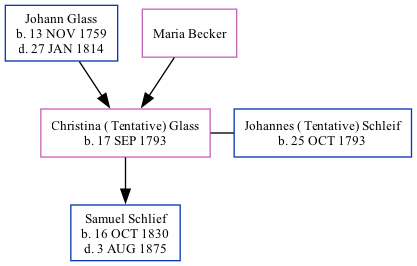 Johann Glass
b. 13 NOV 1759
d. 27 JAN 1814
Maria Becker
Christina ( Tentative) Glass
b. 17 SEP 1793
Johannes ( Tentative) Schleif
b. 25 OCT 1793
Samuel Schlief
b. 16 OCT 1830
d. 3 AUG 1875